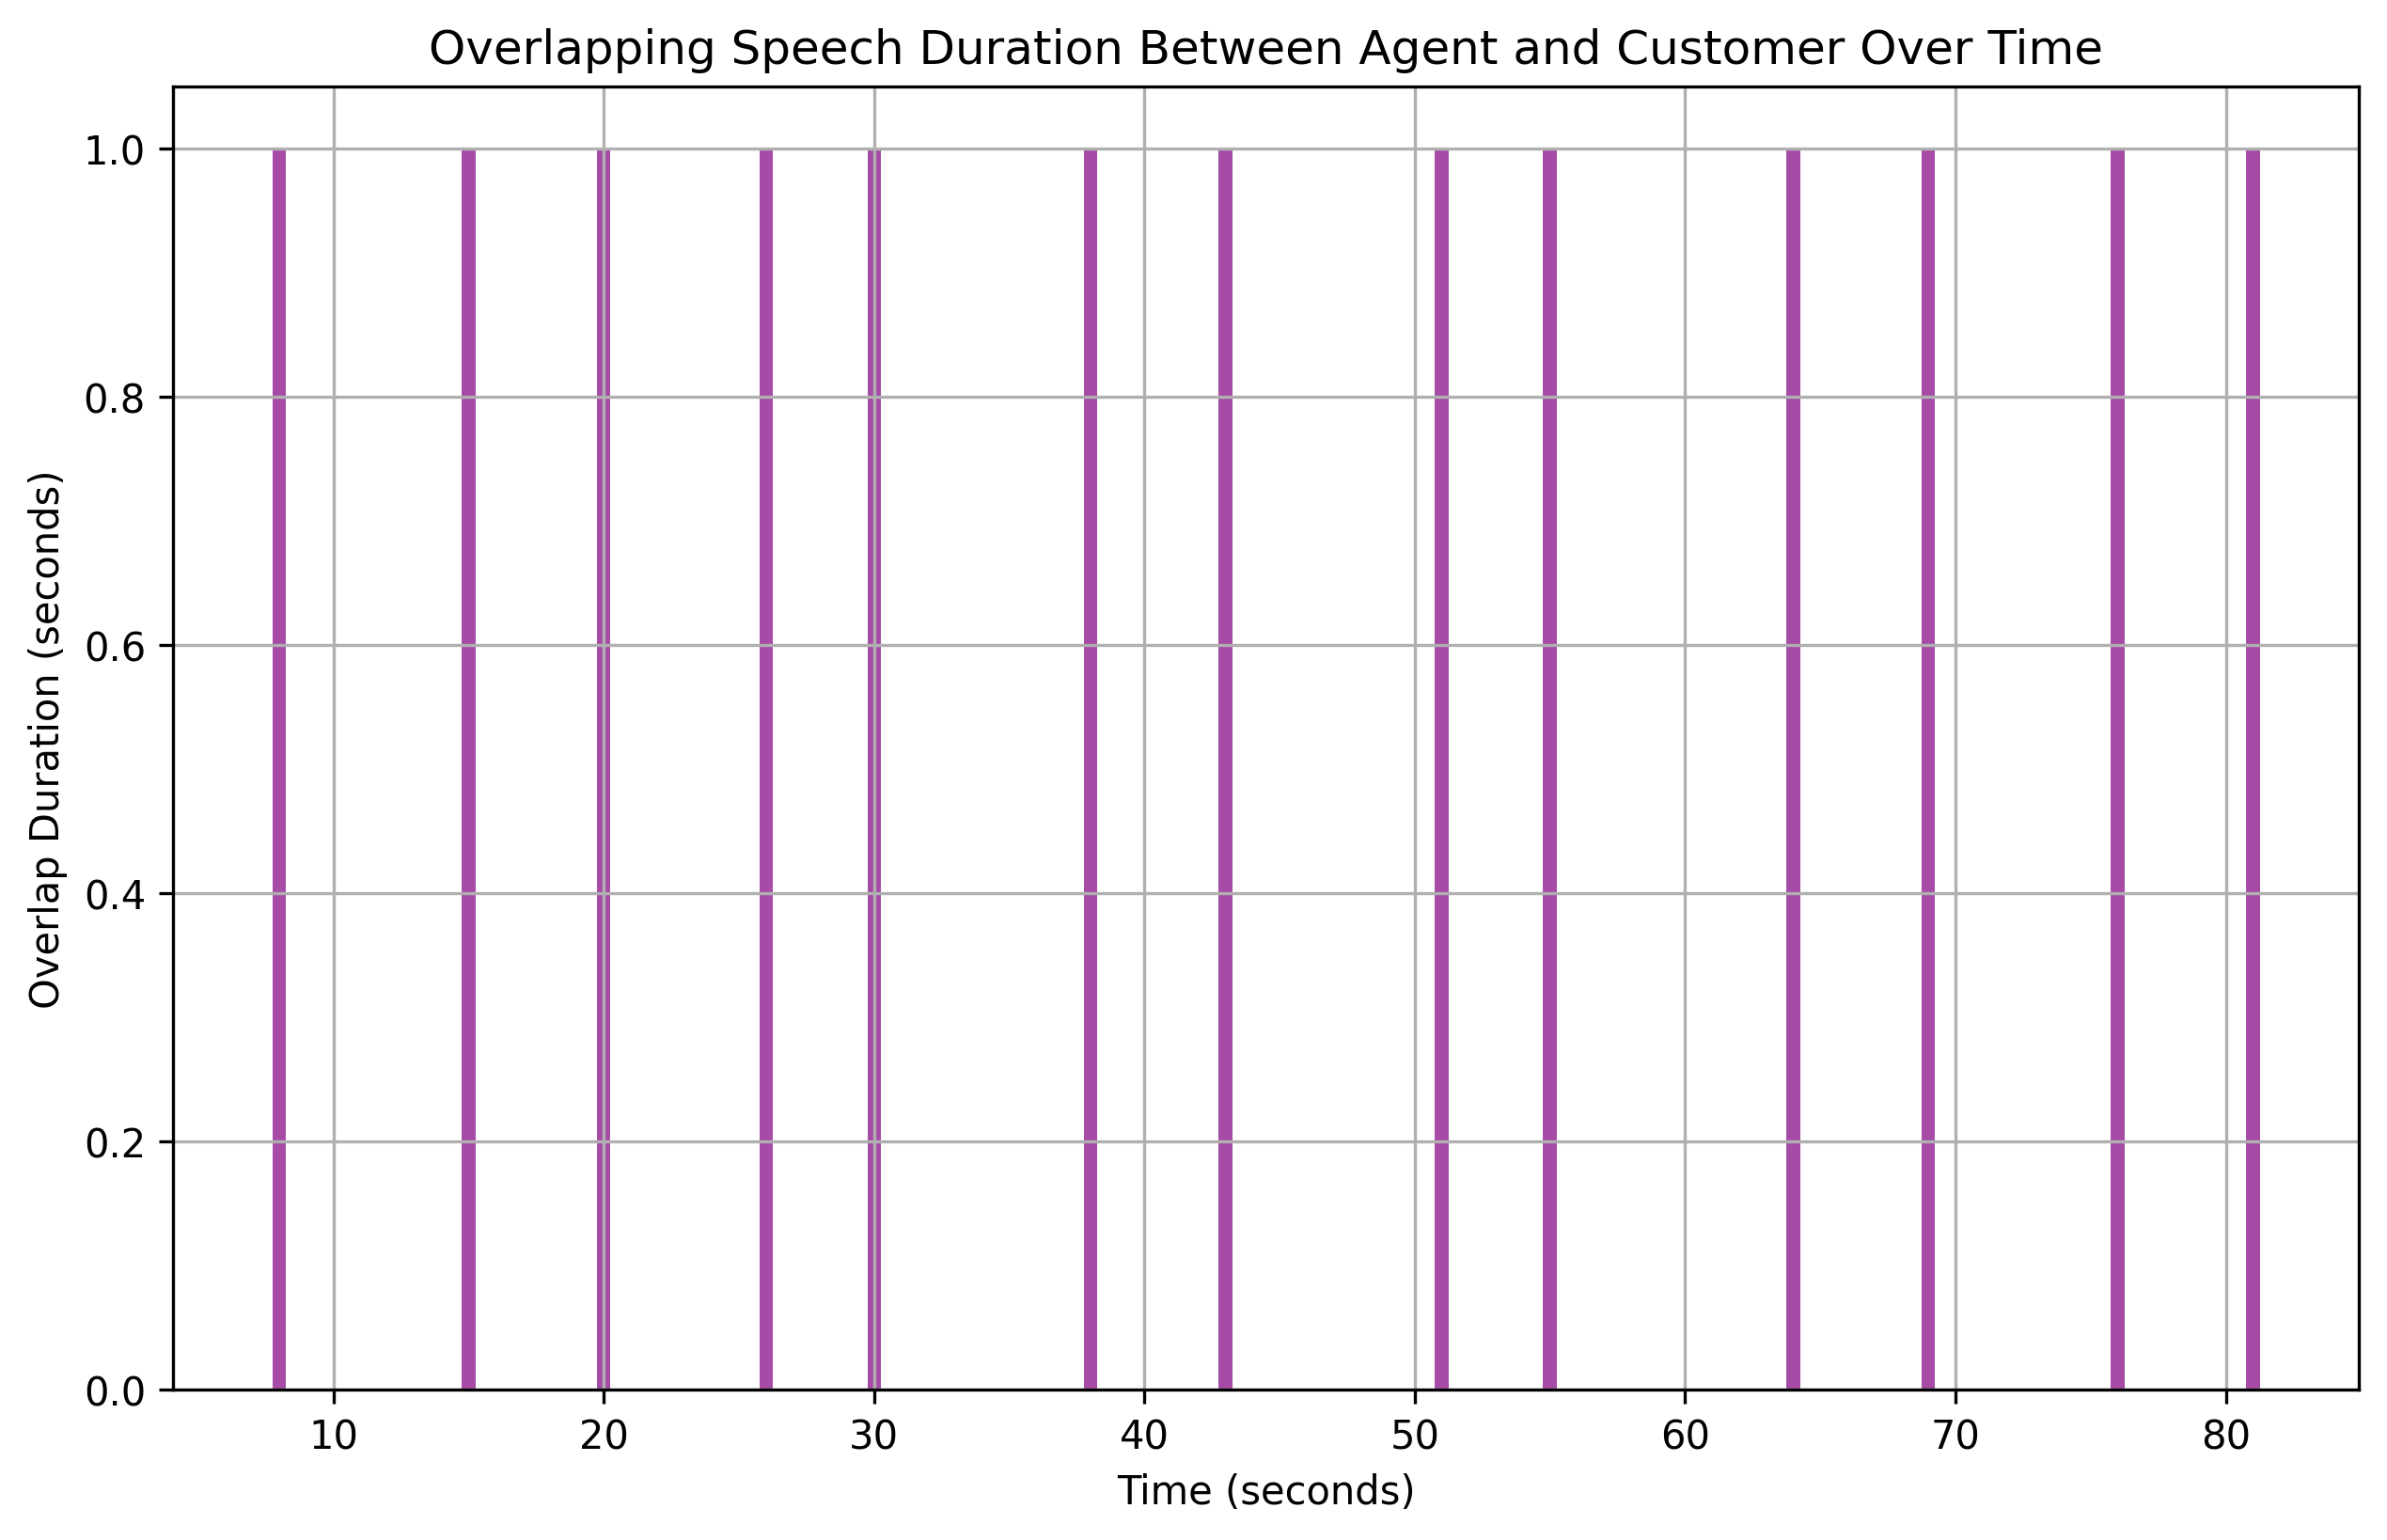 Overlapping Speech Duration Between Agent and Customer Over Time
Overlap Duration (seconds)
1.0
0.8
0.6
0.4
0.2
0.0
10 20 30 40 50 60 70 80
Time (seconds)